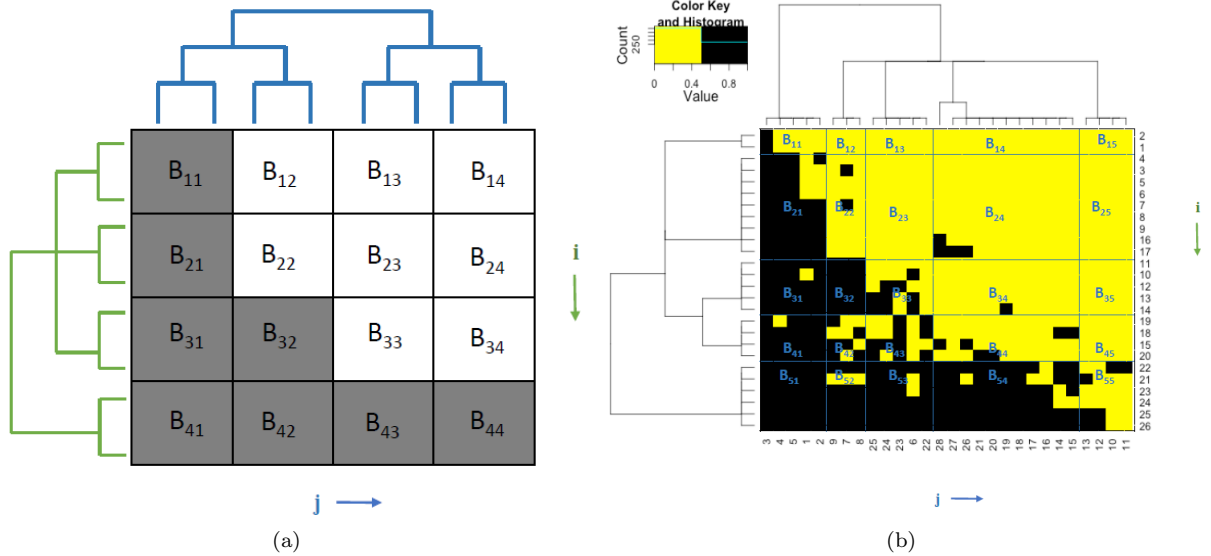 B11 B12 B13 B14
B21 B22 B23 B24
B31 B32 B33 B34
B41 B42 B43 B44
i
j
(a)
Color Key
and Histogram
Count
250
0 0.4 0.8
Value
B11 B12 B13 B14 B15
B21 B22 B23 B24 B25
B31 B32 B33 B34 B35
B41 B42 B43 B44 B45
B51 B52 B53 B54 B55
2
1
4
3
5
6
7
8
9
16
17
11
10
12
13
14
19
18
15
20
22
21
23
24
25
26
3 4 5 1 2 9 7 8 25 24 23 6 22 28 27 26 21 20 19 18 17 16 14 15 13 12 10 11
i
j
(b)